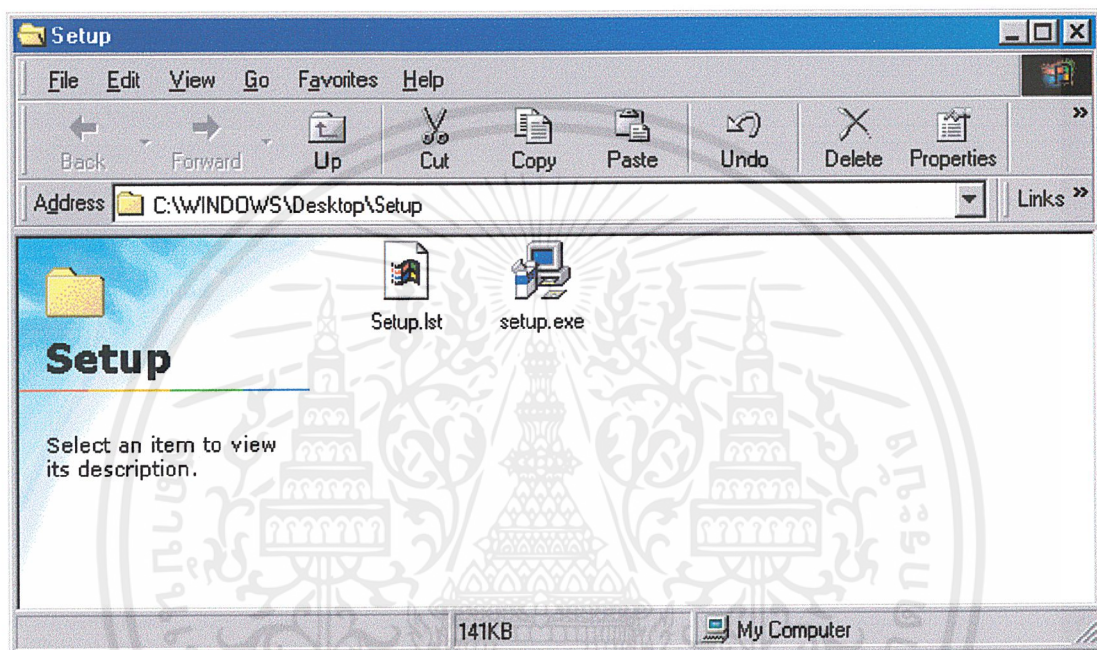 Setup
File Edit View Go Favorites Help
Back Forward Up Cut Copy Paste Undo Delete Properties »
Address C:\WINDOWS\Desktop\Setup Links »
Setup.lst setup.exe
Setup
Select an item to view
its description.
141KB My Computer